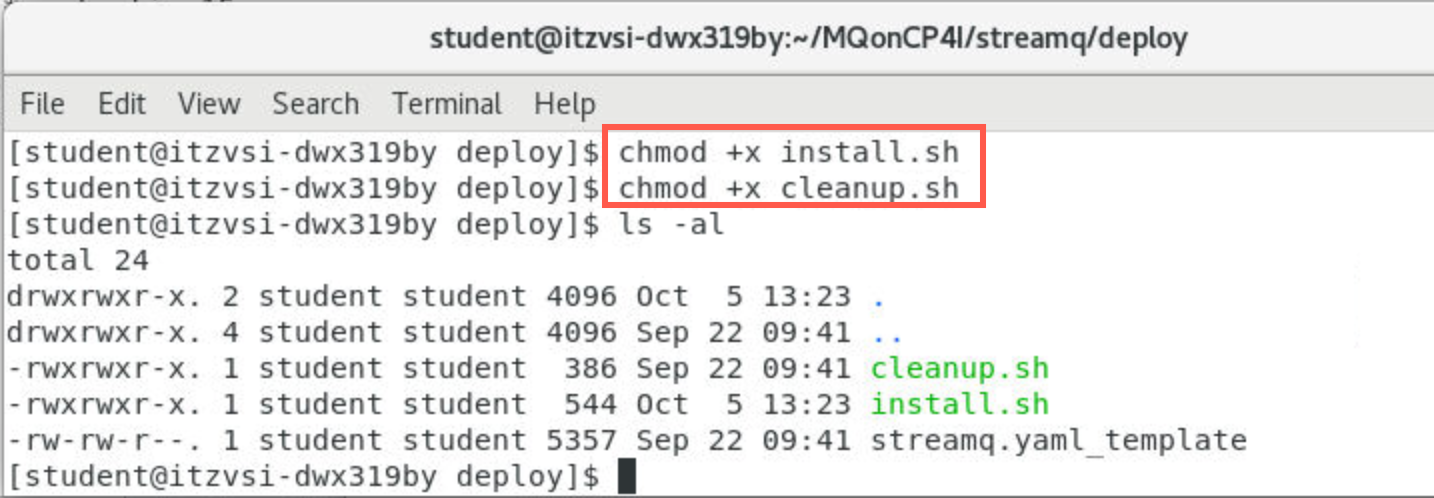 student@itzvsi-dwx319by:~/MQonCP4I/streamq/deploy
File Edit View Search Terminal Help
[student@itzvsi-dwx319by deploy]$ chmod +x install.sh
[student@itzvsi-dwx319by deploy]$ chmod +x cleanup.sh
[student@itzvsi-dwx319by deploy]$ ls -al
total 24
drwxrwxr-x. 2 student student 4096 Oct  5 13:23 .
drwxrwxr-x. 4 student student 4096 Sep 22 09:41 ..
-rwxrwxr-x. 1 student student  386 Sep 22 09:41 cleanup.sh
-rwxrwxr-x. 1 student student  544 Oct  5 13:23 install.sh
-rw-rw-r--. 1 student student 5357 Sep 22 09:41 streamq.yaml_template
[student@itzvsi-dwx319by deploy]$